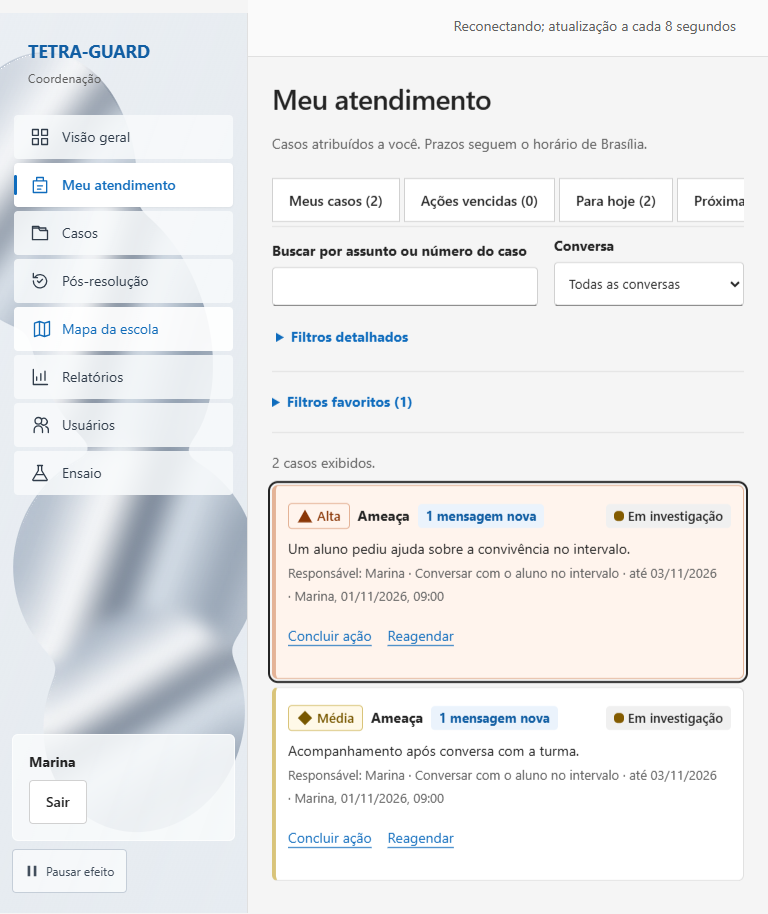 Reconectando; atualização a cada 8 segundos
TETRA-GUARD
Coordenação
Visão geral
Meu atendimento
Casos
Pós-resolução
Mapa da escola
Relatórios
Usuários
Ensaio
Marina
Sair
Pausar efeito
Meu atendimento
Casos atribuídos a você. Prazos seguem o horário de Brasília.
Meus casos (2) Ações vencidas (0) Para hoje (2) Próxima
Buscar por assunto ou número do caso
Conversa
Todas as conversas
Filtros detalhados
Filtros favoritos (1)
2 casos exibidos.
Alta Ameaça 1 mensagem nova Em investigação
Um aluno pediu ajuda sobre a convivência no intervalo.
Responsável: Marina · Conversar com o aluno no intervalo · até 03/11/2026
· Marina, 01/11/2026, 09:00
Concluir ação Reagendar
Média Ameaça 1 mensagem nova Em investigação
Acompanhamento após conversa com a turma.
Responsável: Marina · Conversar com o aluno no intervalo · até 03/11/2026
· Marina, 01/11/2026, 09:00
Concluir ação Reagendar